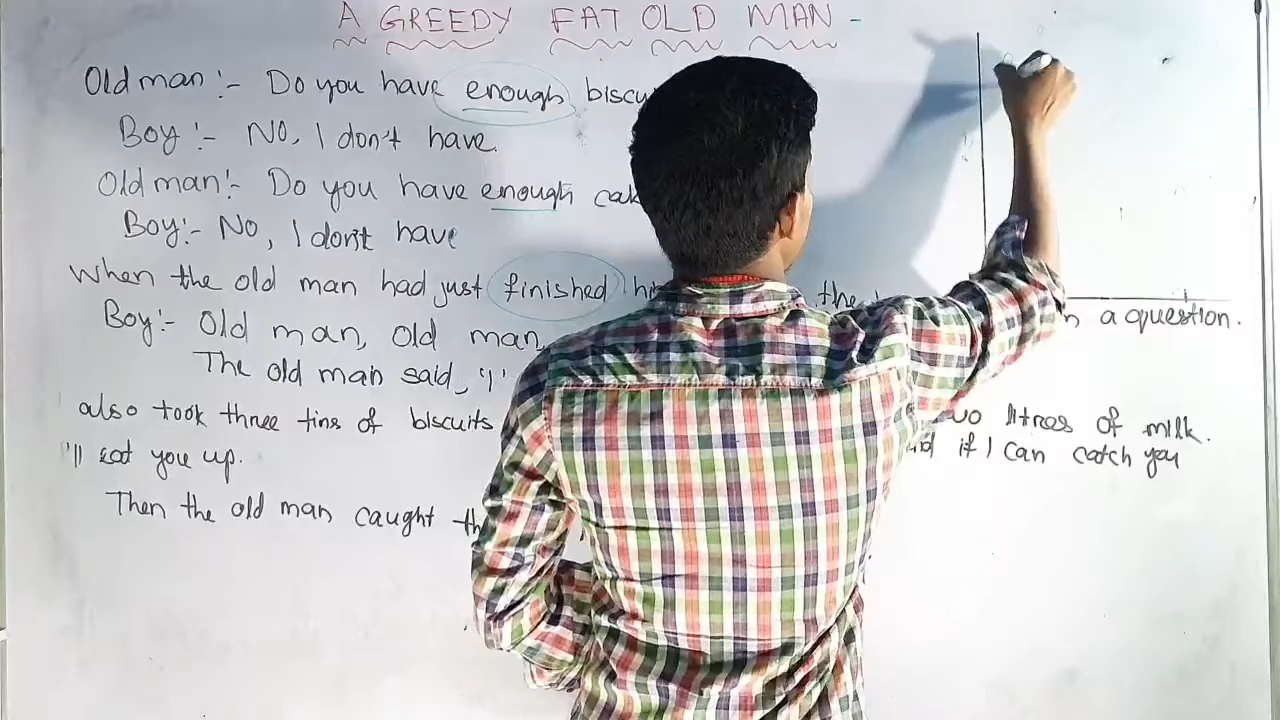 A GREEDY FAT OLD MAN -
Old man :- Do you have enough biscu
Boy :- No, I don't have.
Old man :- Do you have enough cak
Boy :- No, I don't have
When the old man had just finished hi the
a question.
Boy :- Old man, Old man,
The old man said, "I
also took three tins of biscuits litres of milk.
if I can catch you
"ll eat you up.
Then the old man caught th